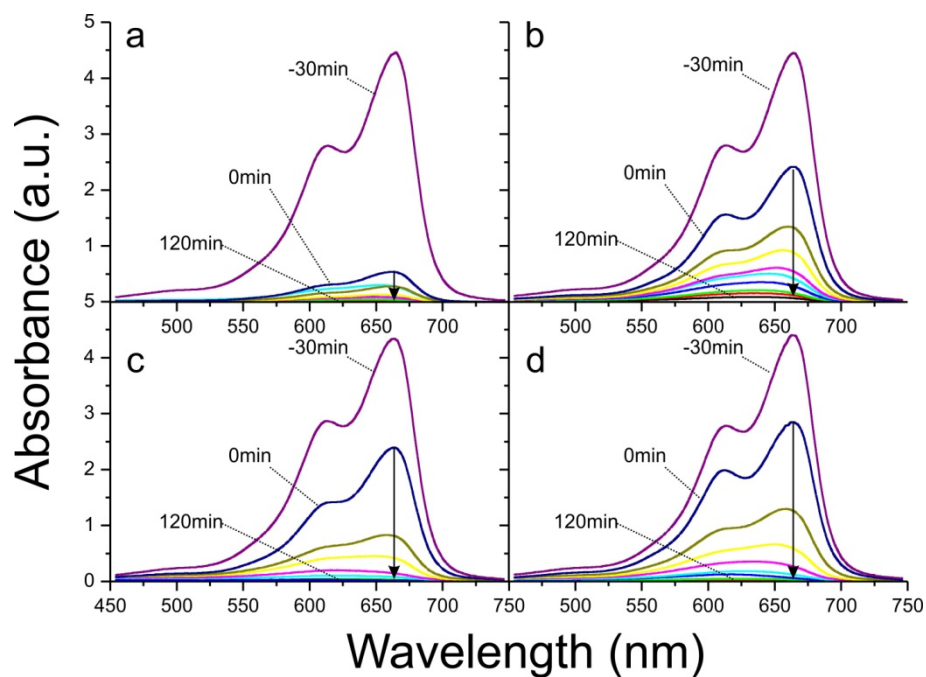 Absorbance (a.u.)
a
-30min
0min
120min
5
4
3
2
1
5
500 550 600 650 700
b
-30min
0min
120min
500 550 600 650 700
c
-30min
0min
120min
4
3
2
1
0
450 500 550 600 650 700 750
d
-30min
0min
120min
500 550 600 650 700 750
Wavelength (nm)